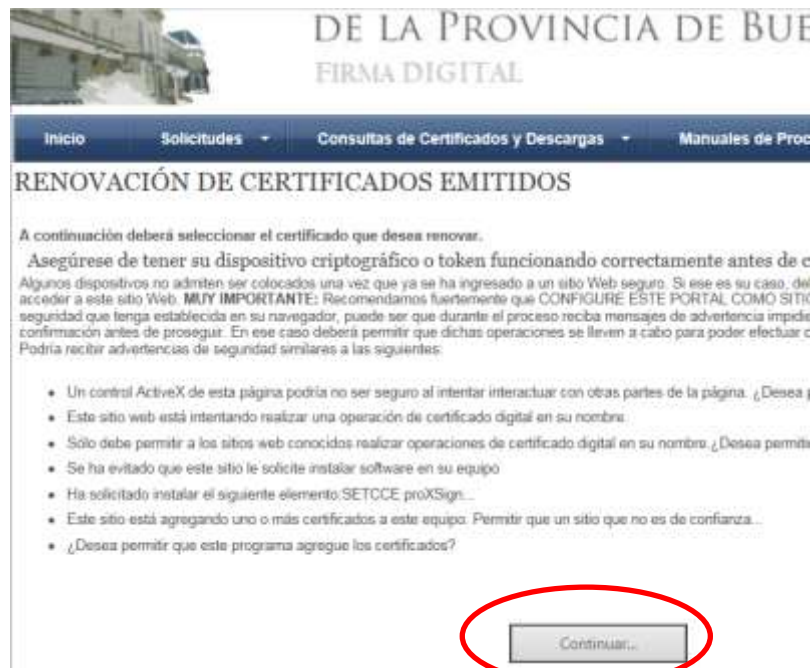 DE LA PROVINCIA DE BUE
FIRMA DIGITAL
Inicio Solicitudes Consultas de Certificados y Descargas Manuales de Proc
RENOVACIÓN DE CERTIFICADOS EMITIDOS
A continuación deberá seleccionar el certificado que desea renovar.
Asegúrese de tener su dispositivo criptográfico o token funcionando correctamente antes de c
Algunos dispositivos no admiten ser colocados una vez que ya se ha ingresado a un sitio Web seguro. Si ese es su caso, deb
acceder a este sitio Web. MUY IMPORTANTE: Recomendamos fuertemente que CONFIGURE ESTE PORTAL COMO SITIO
seguridad que tenga establecida en su navegador, puede ser que durante el proceso reciba mensajes de advertencia impidie
confirmación antes de proseguir. En ese caso deberá permitir que dichas operaciones se lleven a cabo para poder efectuar c
Podría recibir advertencias de seguridad similares a las siguientes:
• Un control ActiveX de esta página podría no ser seguro al intentar interactuar con otras partes de la página. ¿Desea p
• Este sitio web está intentando realizar una operación de certificado digital en su nombre.
• Sólo debe permitir a los sitios web conocidos realizar operaciones de certificado digital en su nombre.¿Desea permiti
• Se ha evitado que este sitio le solicite instalar software en su equipo
• Ha solicitado instalar el siguiente elemento:SETCCE proXSign...
• Este sitio está agregando uno o más certificados a este equipo. Permitir que un sitio que no es de confianza...
• ¿Desea permitir que este programa agregue los certificados?
Continuar...